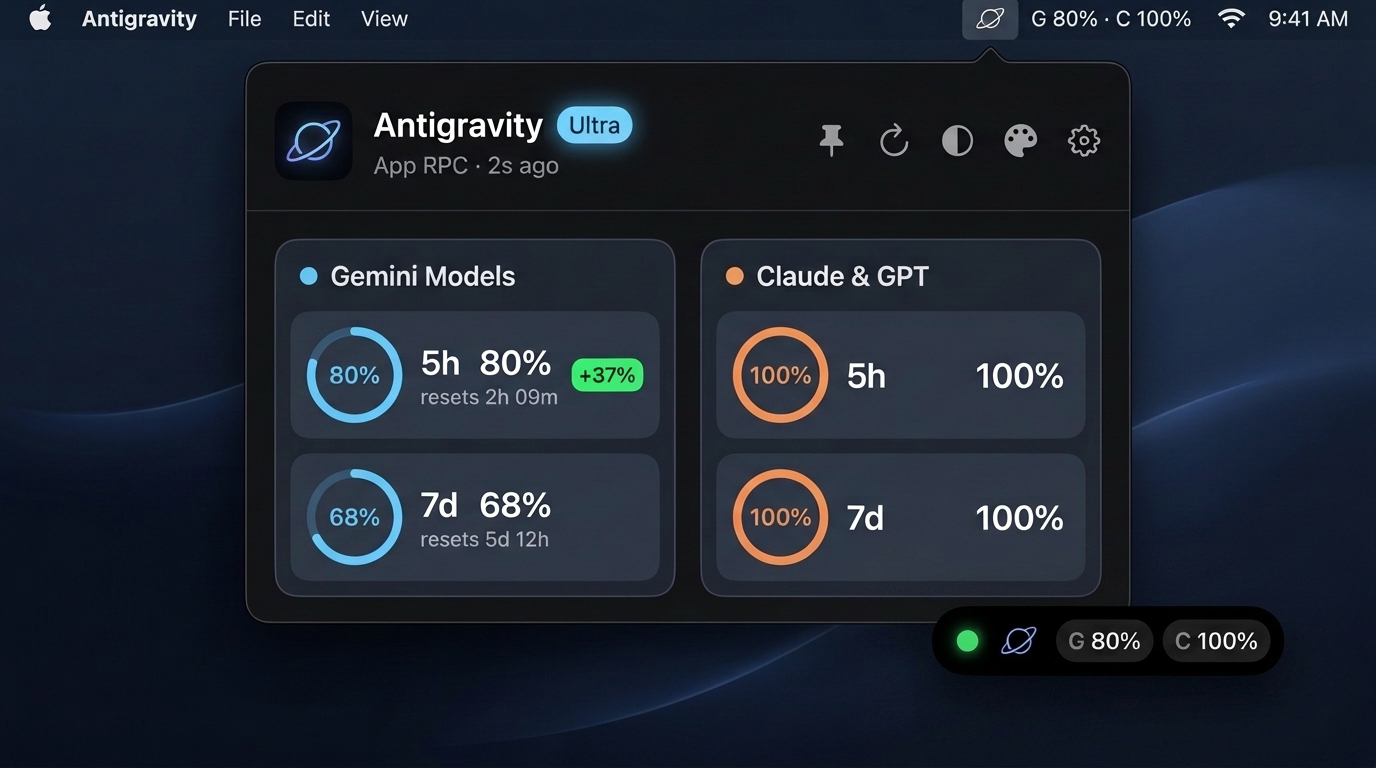 Antigravity File Edit View G 80% · C 100% 9:41 AM
Antigravity Ultra
App RPC · 2s ago
Gemini Models
80% 5h 80% +37%
resets 2h 09m
68% 7d 68%
resets 5d 12h
Claude & GPT
100% 5h 100%
100% 7d 100%
G 80% C 100%